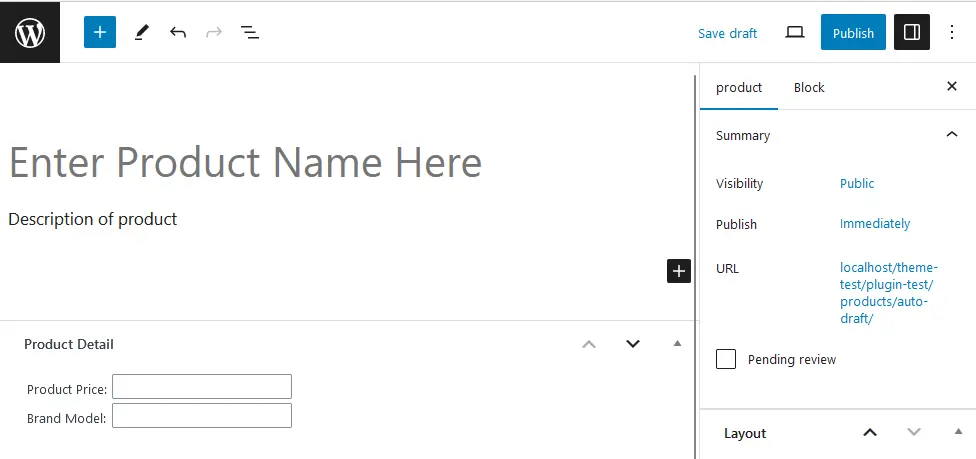 Save draft
Publish
product
Block
Summary
Enter Product Name Here
Visibility
Public
Description of product
Publish
Immediately
URL
localhost/theme-
test/plugin-test/
products/auto-
draft/
Product Detail
Pending review
Product Price:
Brand Model:
Layout